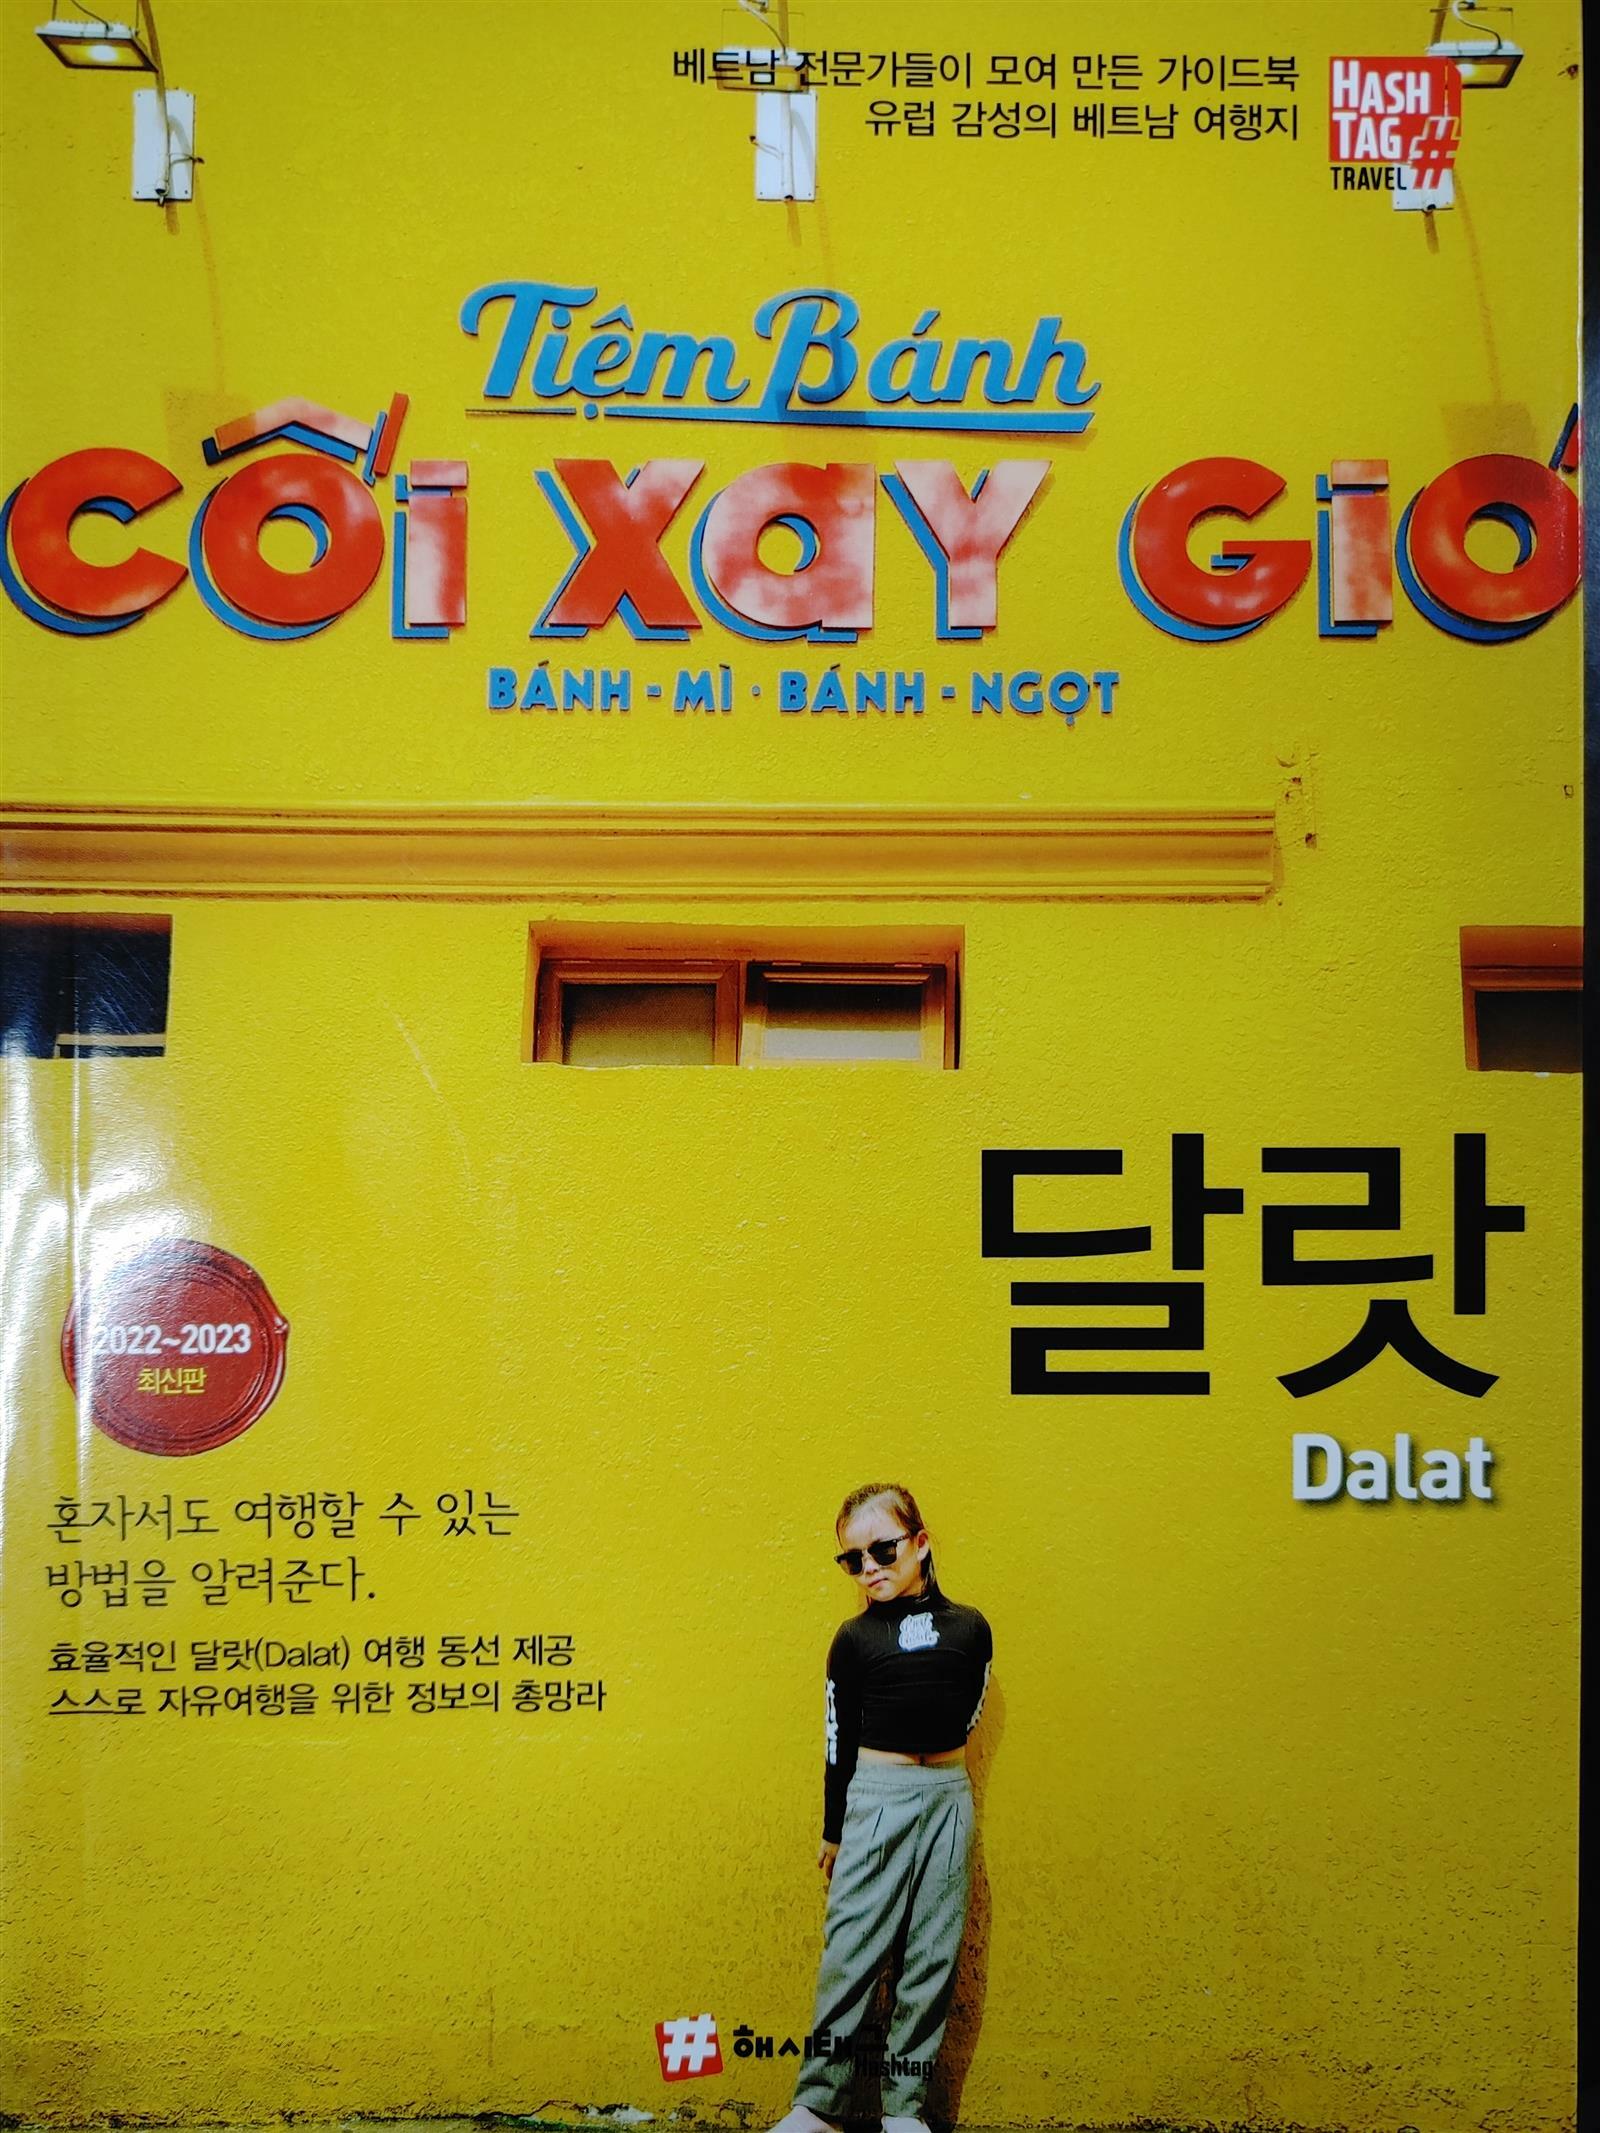 베트남 전문가들이 모여 만든 가이드북
유럽 감성의 베트남 여행지
HASH
TAG#
TRAVEL
Tiệm Bánh
CỐI XAY GIÓ
BÁNH - MÌ · BÁNH - NGỌT
달랏
Dalat
2022~2023
최신판
혼자서도 여행할 수 있는
방법을 알려준다.
효율적인 달랏(Dalat) 여행 동선 제공
스스로 자유여행을 위한 정보의 총망라
# 해시태그
Hashtag